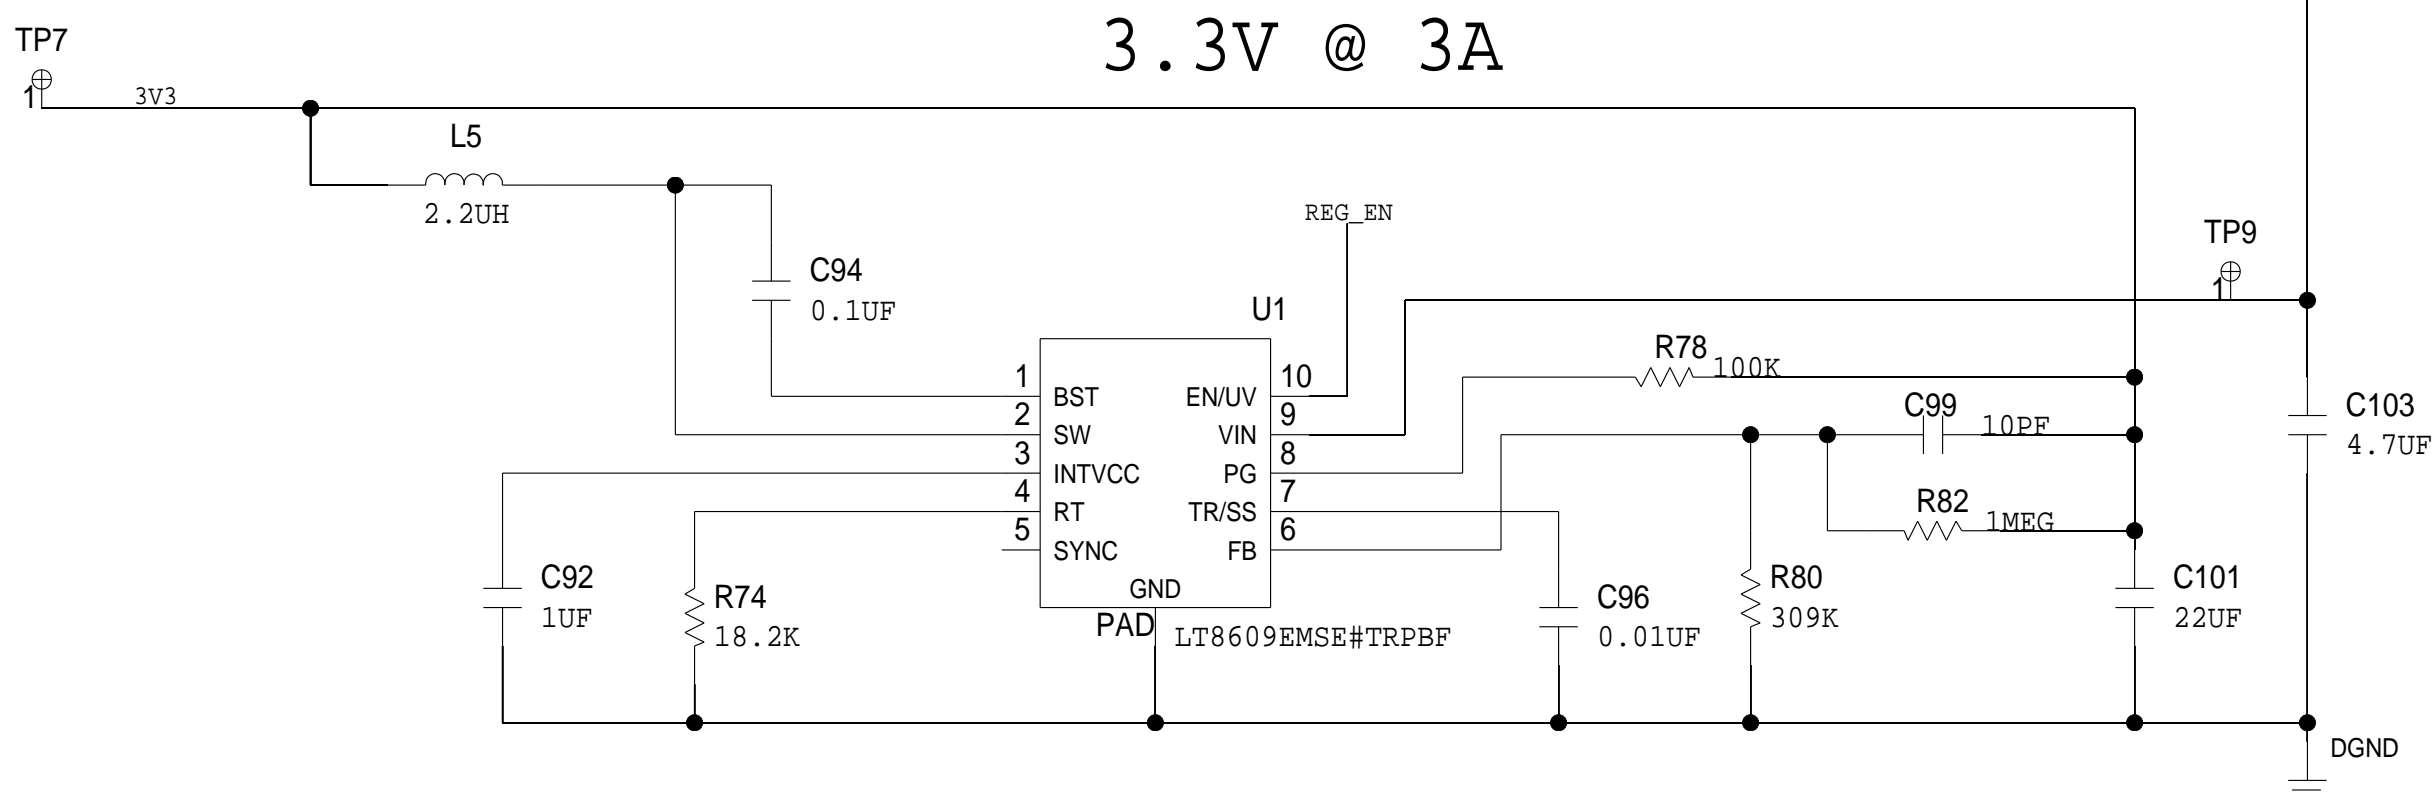 3.3V @ 3A
TP7
1
3V3
L5
2.2UH
REG_EN
TP9
1
C94
0.1UF
U1
R78 100K
1 BST
2 SW
3 INTVCC
4 RT
5 SYNC
EN/UV 10
VIN 9
PG 8
TR/SS 7
FB 6
GND
PAD
LT8609EMSE#TRPBF
C99 10PF
C103
4.7UF
R82 1MEG
C92
1UF
R74
18.2K
C96
0.01UF
R80
309K
C101
22UF
DGND